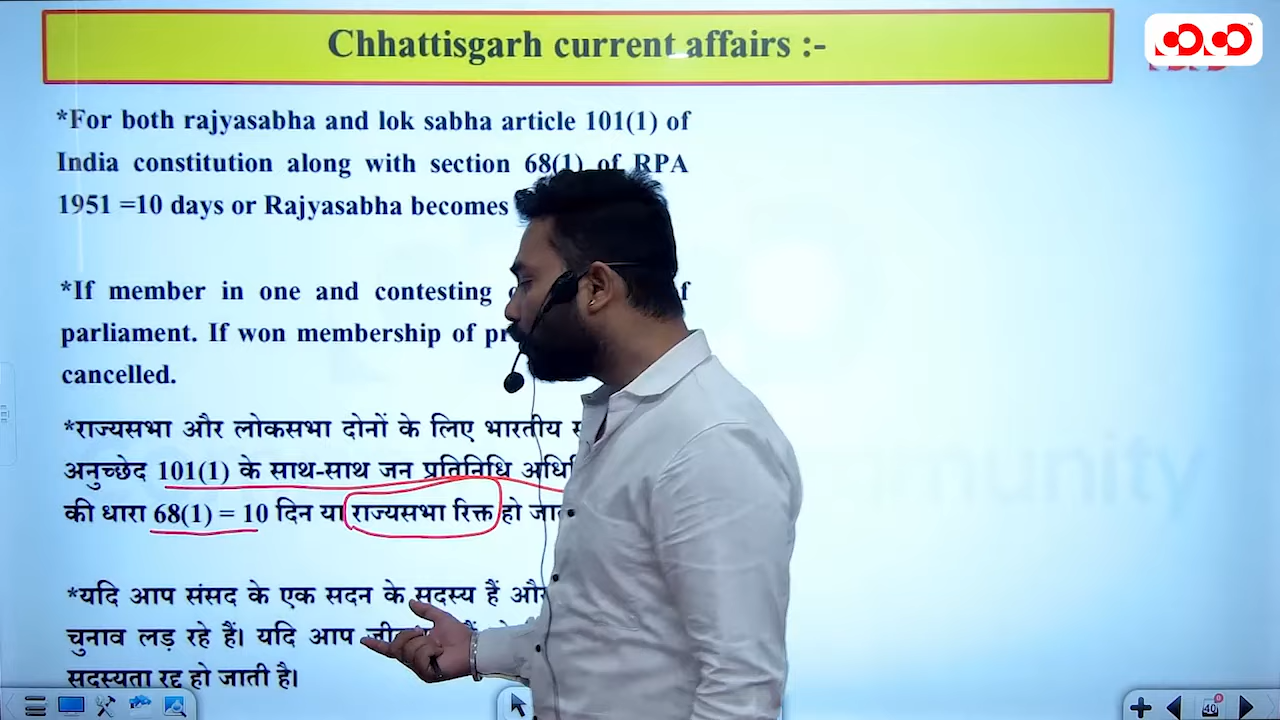 Chhattisgarh current affairs :-
*For both rajyasabha and lok sabha article 101(1) of
India constitution along with section 68(1) of RPA
1951 =10 days or Rajyasabha becomes
*If member in one and contesting
parliament. If won membership of
cancelled.
*राज्यसभा और लोकसभा दोनों के लिए भारतीय
अनुच्छेद 101(1) के साथ-साथ जन प्रतिनिधि
की धारा 68(1) = 10 दिन या राज्यसभा रिक्त हो
*यदि आप संसद के एक सदन के सदस्य हैं
चुनाव लड़ रहे हैं। यदि आप
सदस्यता रद्द हो जाती है।
40